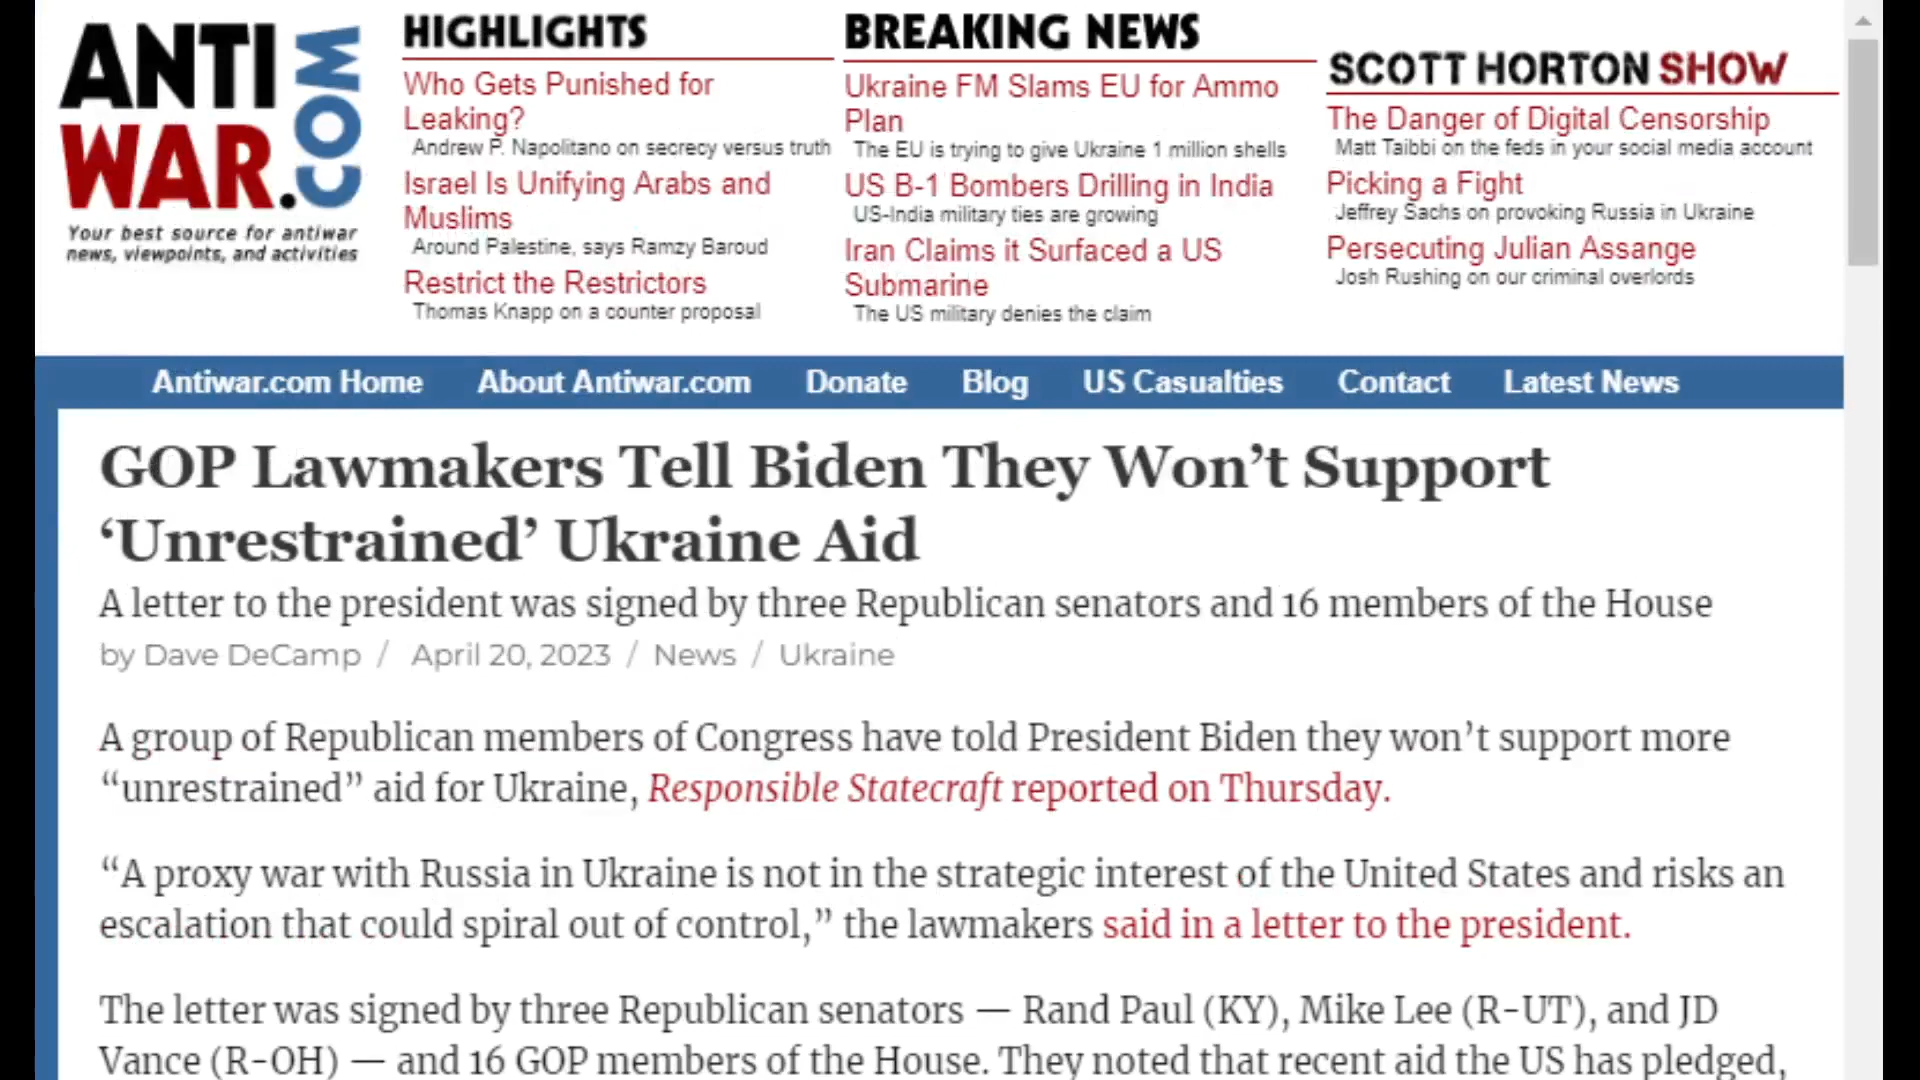 ANTI
WAR.COM
Your best source for antiwar
news, viewpoints, and activities
HIGHLIGHTS
Who Gets Punished for
Leaking?
Andrew P. Napolitano on secrecy versus truth
Israel Is Unifying Arabs and
Muslims
Around Palestine, says Ramzy Baroud
Restrict the Restrictors
Thomas Knapp on a counter proposal
BREAKING NEWS
Ukraine FM Slams EU for Ammo
Plan
The EU is trying to give Ukraine 1 million shells
US B-1 Bombers Drilling in India
US-India military ties are growing
Iran Claims it Surfaced a US
Submarine
The US military denies the claim
SCOTT HORTON SHOW
The Danger of Digital Censorship
Matt Taibbi on the feds in your social media account
Picking a Fight
Jeffrey Sachs on provoking Russia in Ukraine
Persecuting Julian Assange
Josh Rushing on our criminal overlords
Antiwar.com Home About Antiwar.com Donate Blog US Casualties Contact Latest News
GOP Lawmakers Tell Biden They Won’t Support
‘Unrestrained’ Ukraine Aid
A letter to the president was signed by three Republican senators and 16 members of the House
by Dave DeCamp / April 20, 2023 / News / Ukraine
A group of Republican members of Congress have told President Biden they won’t support more
“unrestrained” aid for Ukraine, Responsible Statecraft reported on Thursday.
“A proxy war with Russia in Ukraine is not in the strategic interest of the United States and risks an
escalation that could spiral out of control,” the lawmakers said in a letter to the president.
The letter was signed by three Republican senators — Rand Paul (KY), Mike Lee (R-UT), and JD
Vance (R-OH) — and 16 GOP members of the House. They noted that recent aid the US has pledged,